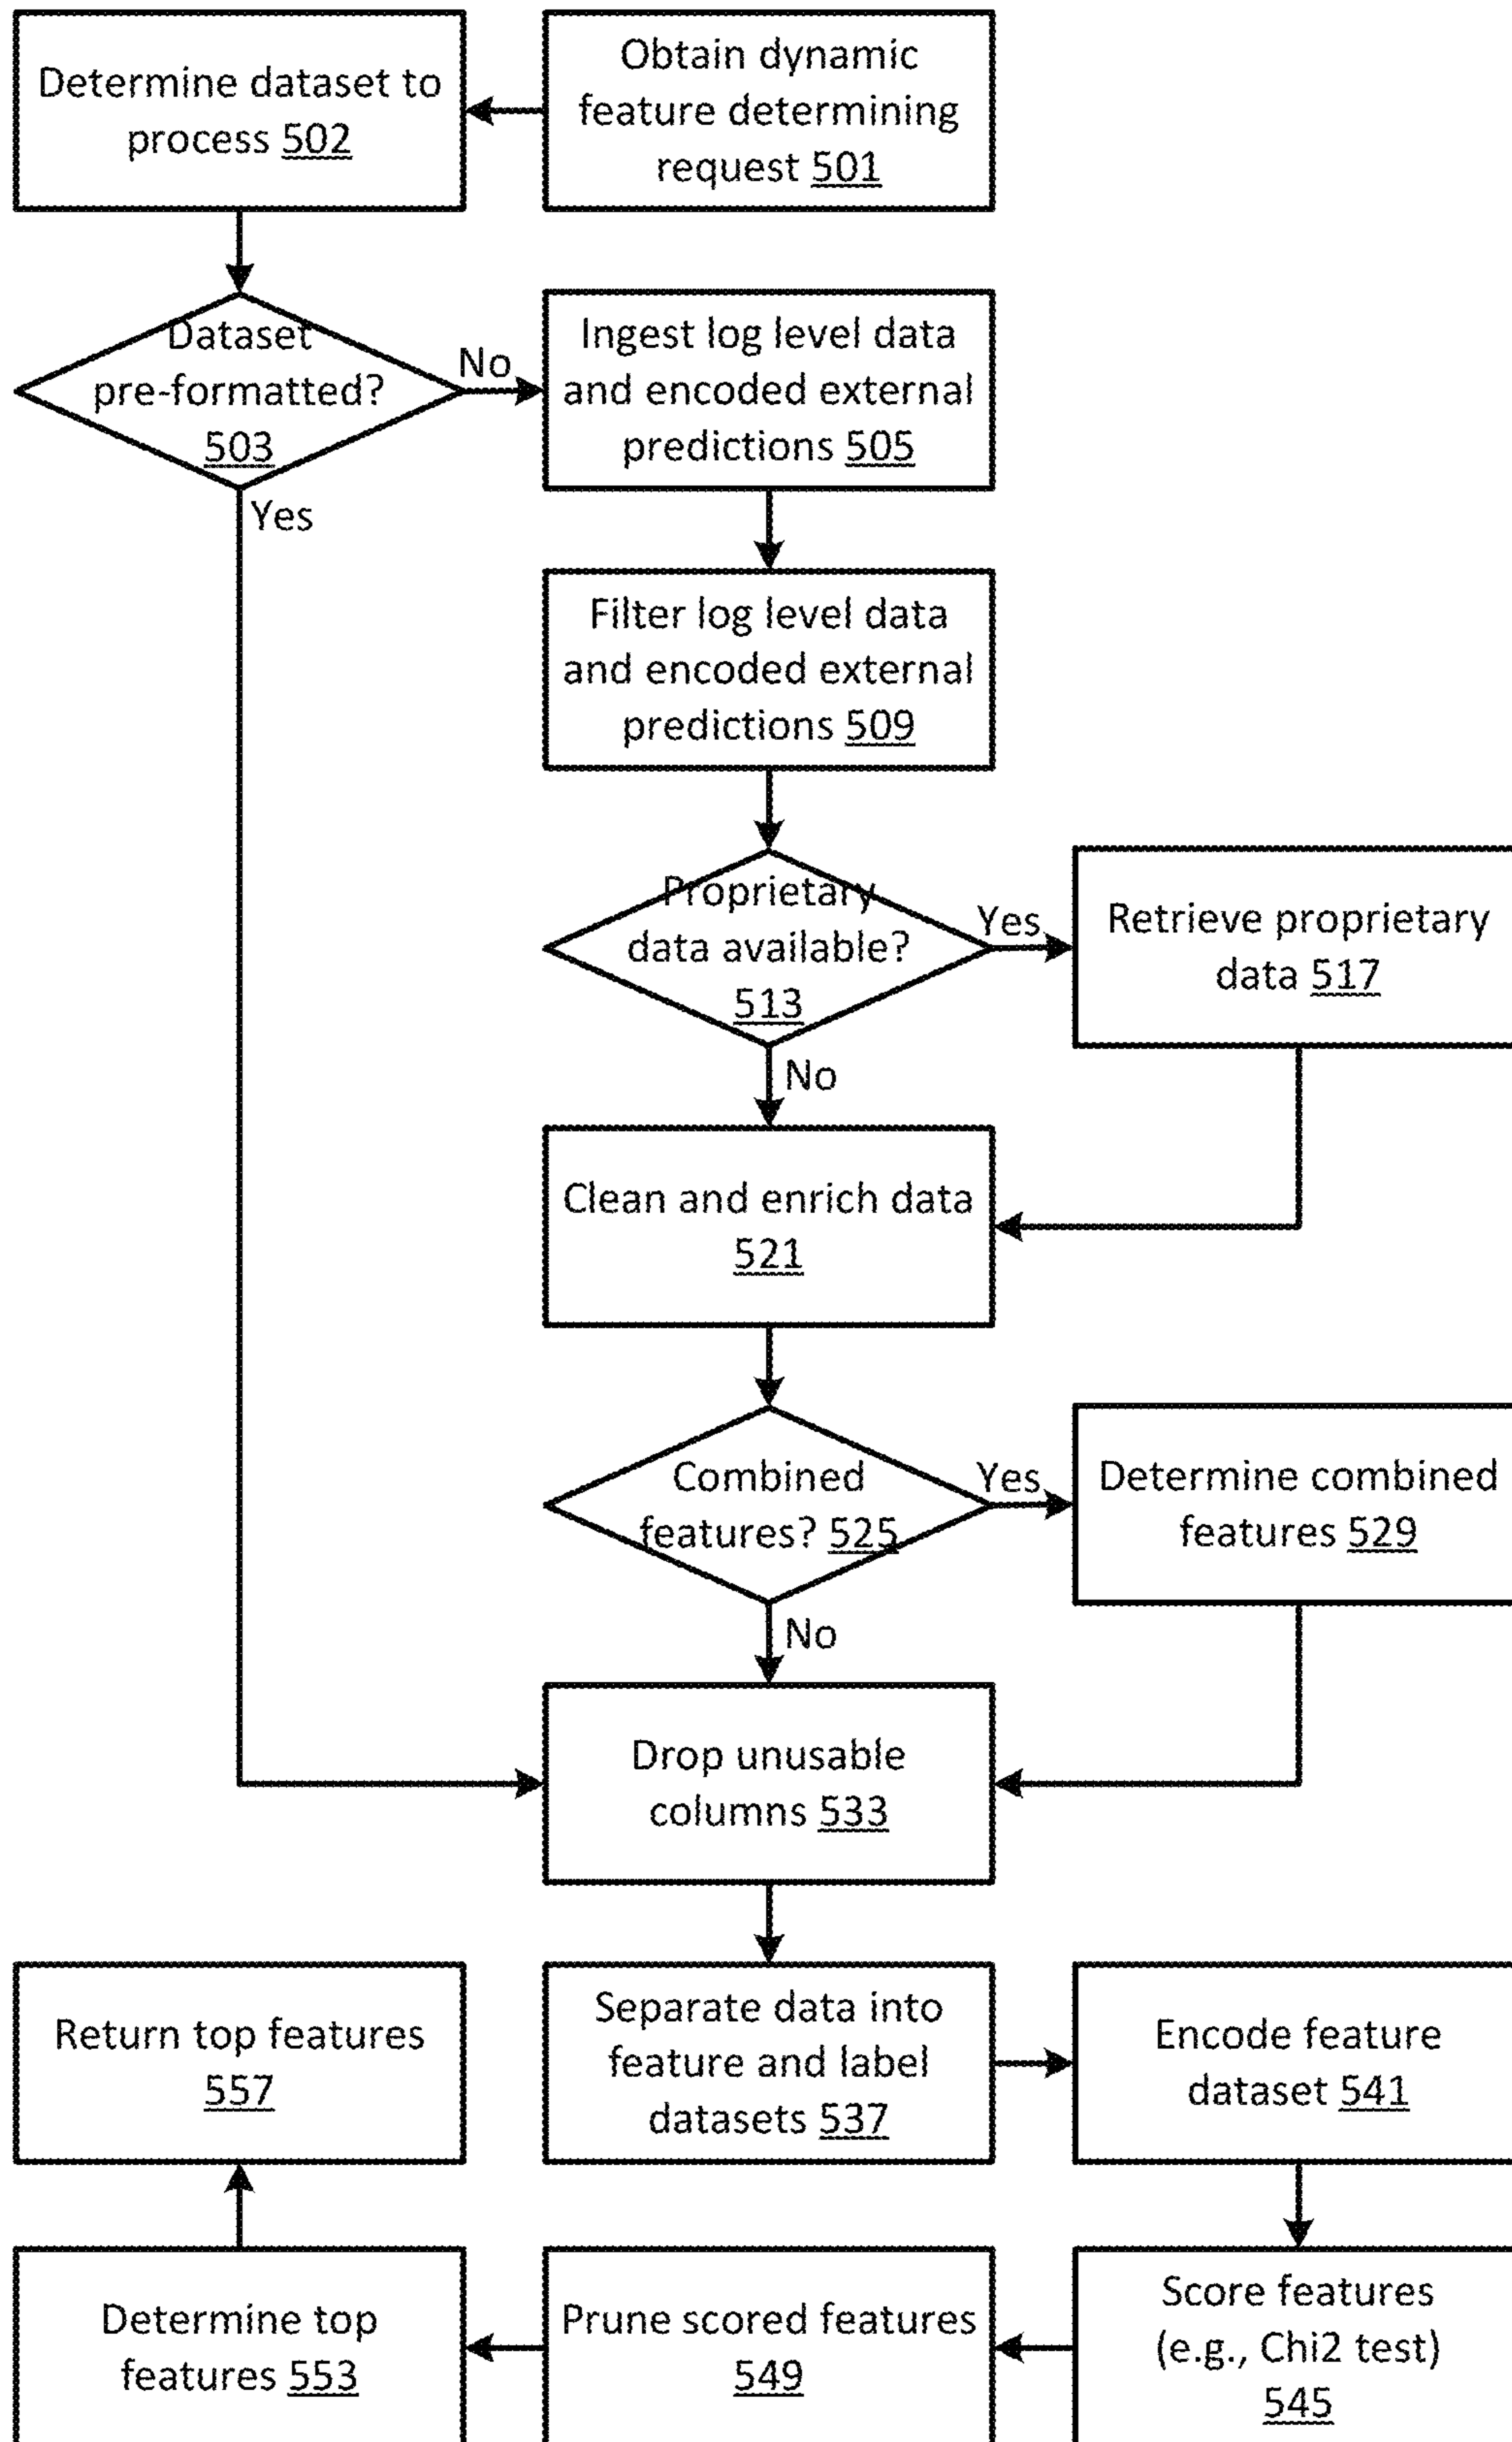 Determine dataset to
process 502
Obtain dynamic
feature determining
request 501
Dataset
pre-formatted?
503
No
Yes
Ingest log level data
and encoded external
predictions 505
Filter log level data
and encoded external
predictions 509
Proprietary
data available?
513
Yes
No
Retrieve proprietary
data 517
Clean and enrich data
521
Combined
features? 525
Yes
No
Determine combined
features 529
Drop unusable
columns 533
Separate data into
feature and label
datasets 537
Encode feature
dataset 541
Score features
(e.g., Chi2 test)
545
Prune scored features
549
Determine top
features 553
Return top features
557